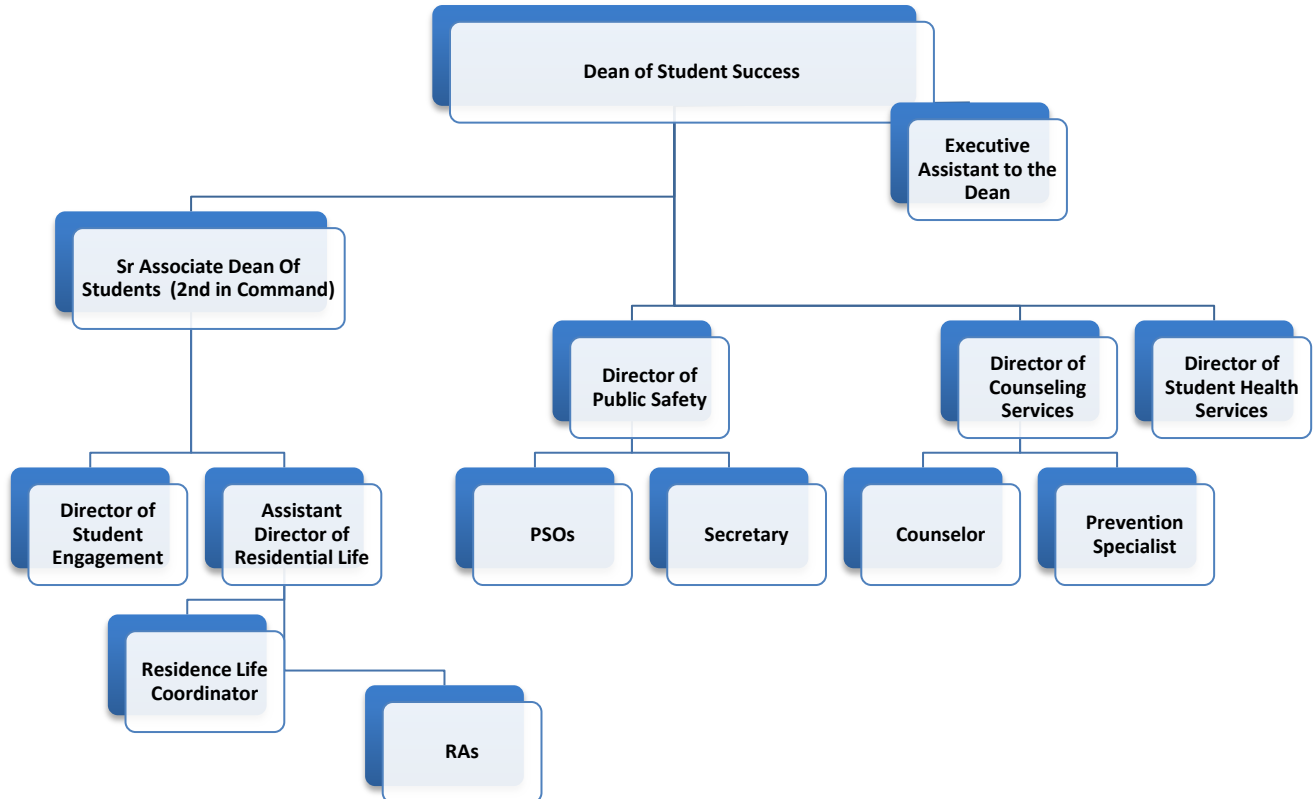 Dean of Student Success
Executive
Assistant to the
Dean
Sr Associate Dean Of
Students (2nd in Command)
Director of
Public Safety
Director of
Counseling
Services
Director of
Student Health
Services
Director of
Student
Engagement
Assistant
Director of
Residential Life
PSOs
Secretary
Counselor
Prevention
Specialist
Residence Life
Coordinator
RAs